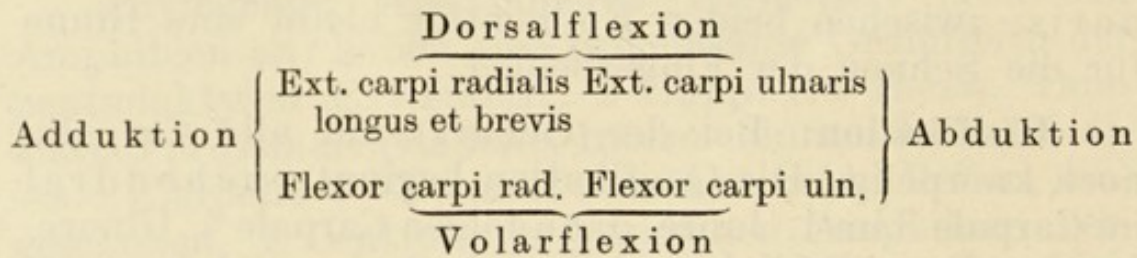 Dorsalflexion
Ext. carpi radialis Ext. carpi ulnaris
Adduktion longus et brevis Abduktion
Flexor carpi rad. Flexor carpi uln.
Volarflexion